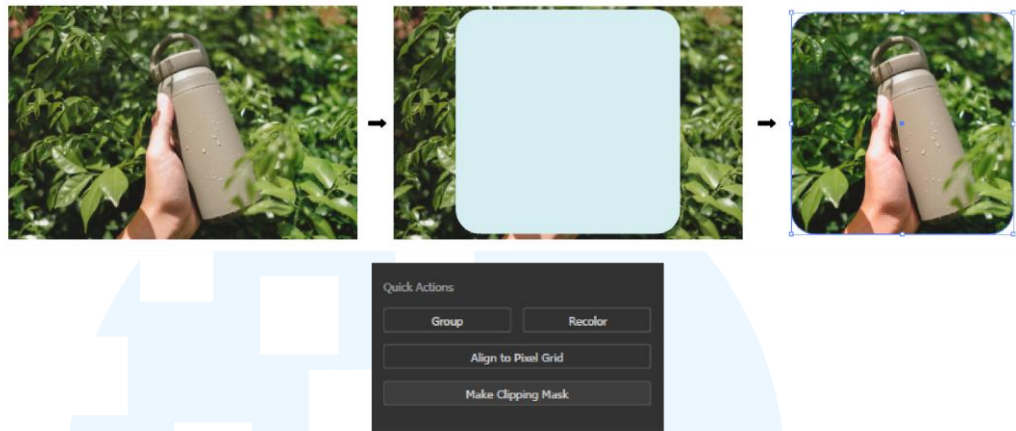 Quick Actions
Group
Recolor
Align to Pixel Grid
Make Clipping Mask